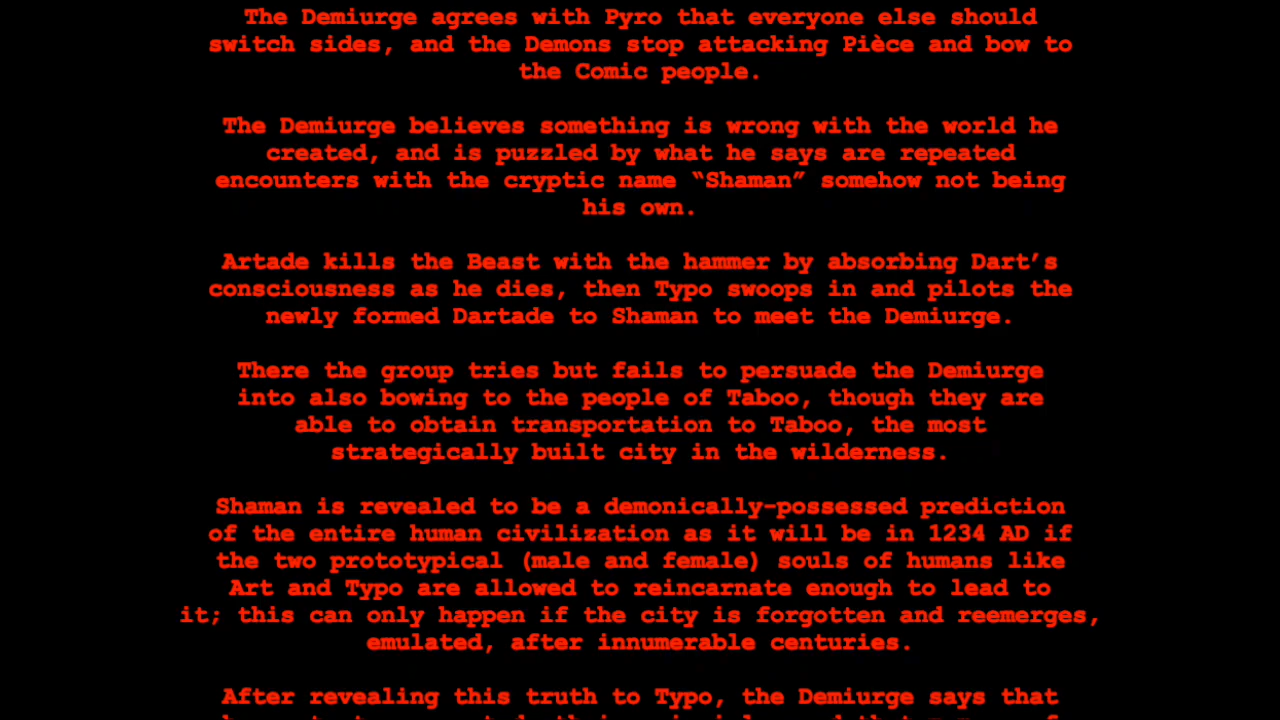 The Demiurge agrees with Pyro that everyone else should
switch sides, and the Demons stop attacking Pièce and bow to
the Comic people.
The Demiurge believes something is wrong with the world he
created, and is puzzled by what he says are repeated
encounters with the cryptic name “Shaman” somehow not being
his own.
Artade kills the Beast with the hammer by absorbing Dart’s
consciousness as he dies, then Typo swoops in and pilots the
newly formed Dartade to Shaman to meet the Demiurge.
There the group tries but fails to persuade the Demiurge
into also bowing to the people of Taboo, though they are
able to obtain transportation to Taboo, the most
strategically built city in the wilderness.
Shaman is revealed to be a demonically-possessed prediction
of the entire human civilization as it will be in 1234 AD if
the two prototypical (male and female) souls of humans like
Art and Typo are allowed to reincarnate enough to lead to
it; this can only happen if the city is forgotten and reemerges,
emulated, after innumerable centuries.
After revealing this truth to Typo, the Demiurge says that